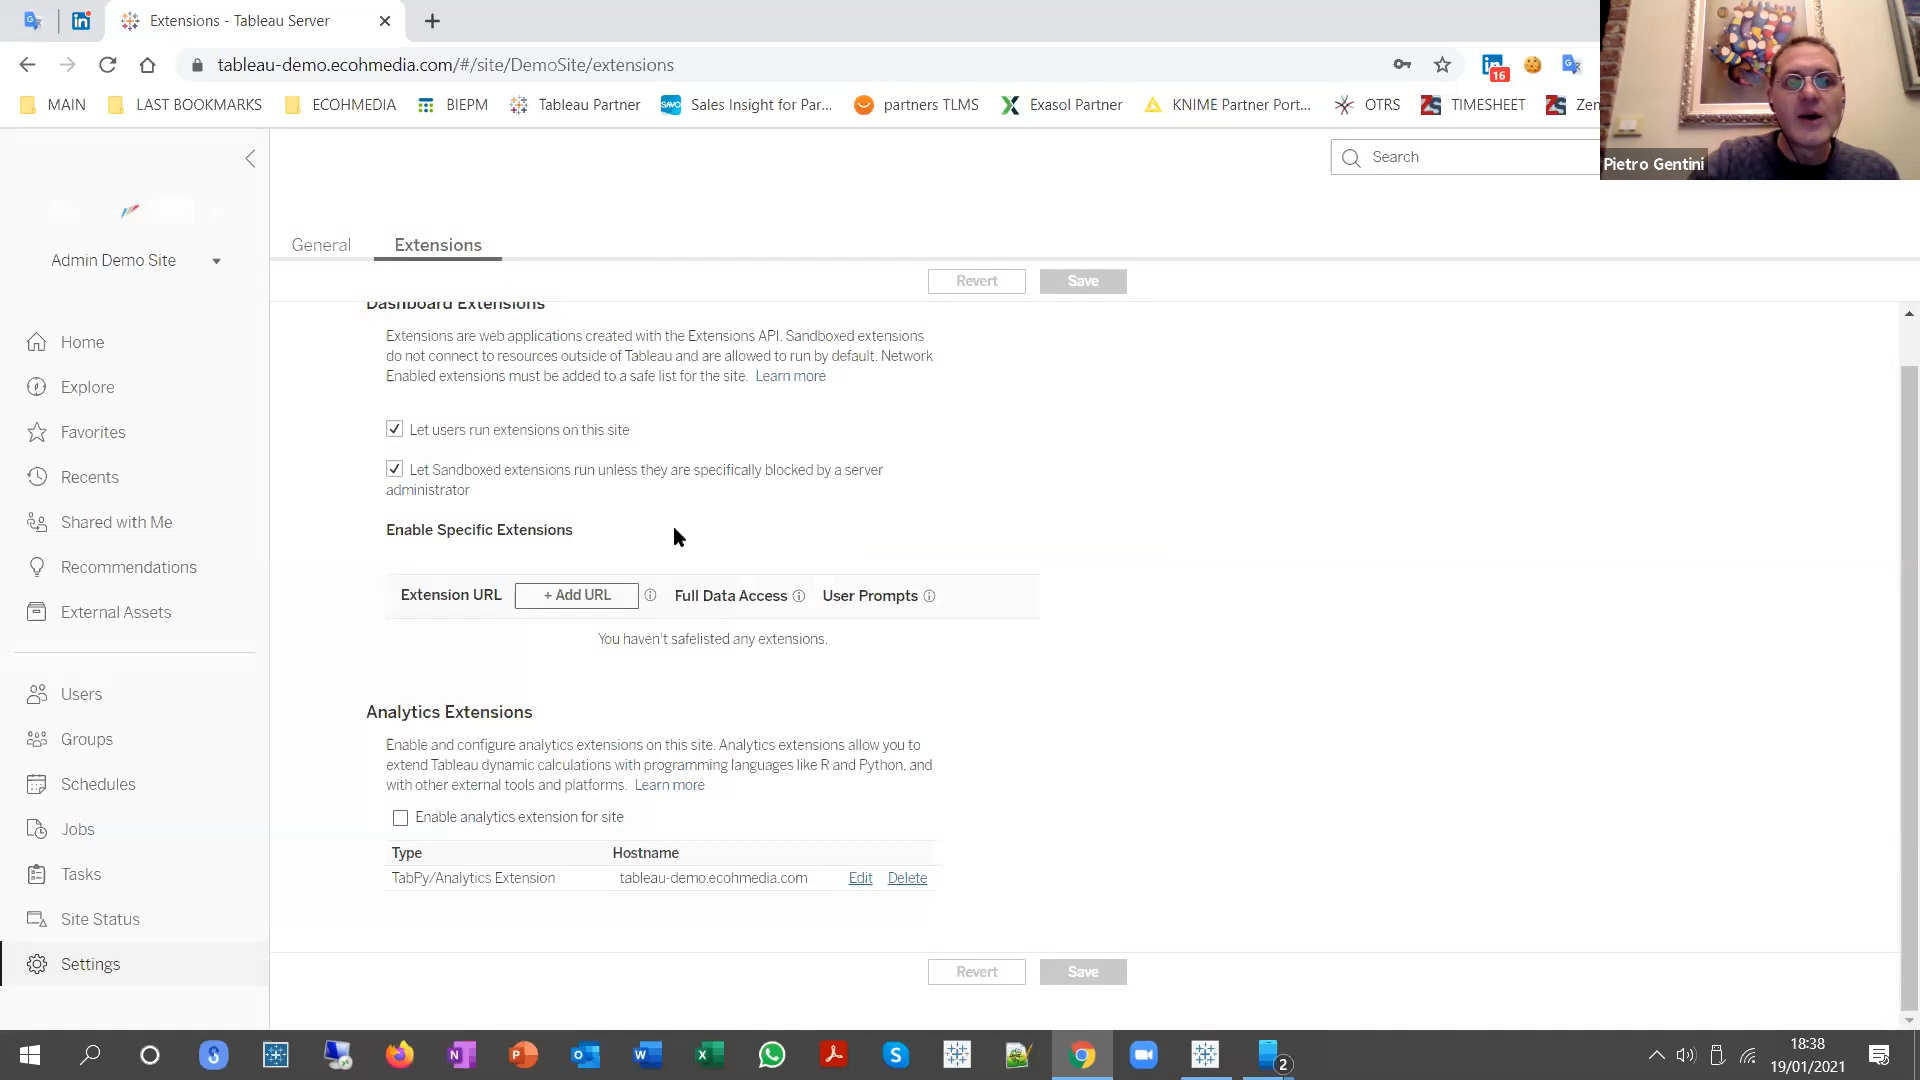 Extensions - Tableau Server
tableau-demo.ecohmedia.com/#/site/DemoSite/extensions
16
MAIN
LAST BOOKMARKS
ECOHMEDIA
BIEPM
Tableau Partner
Sales Insight for Par...
partners TLMS
Exasol Partner
KNIME Partner Port...
OTRS
TIMESHEET
Zen
Pietro Gentini
Search
Admin Demo Site
General
Extensions
Revert
Save
Home
Explore
Favorites
Recents
Shared with Me
Recommendations
External Assets
Users
Groups
Schedules
Jobs
Tasks
Site Status
Settings
Dashboard Extensions
Extensions are web applications created with the Extensions API. Sandboxed extensions
do not connect to resources outside of Tableau and are allowed to run by default. Network
Enabled extensions must be added to a safe list for the site. Learn more
Let users run extensions on this site
Let Sandboxed extensions run unless they are specifically blocked by a server
administrator
Enable Specific Extensions
Extension URL
+ Add URL
Full Data Access
User Prompts
You haven't safelisted any extensions.
Analytics Extensions
Enable and configure analytics extensions on this site. Analytics extensions allow you to
extend Tableau dynamic calculations with programming languages like R and Python, and
with other external tools and platforms. Learn more
Enable analytics extension for site
Type
Hostname
TabPy/Analytics Extension
tableau-demo.ecohmedia.com
Edit
Delete
Revert
Save
2
18:38
19/01/2021